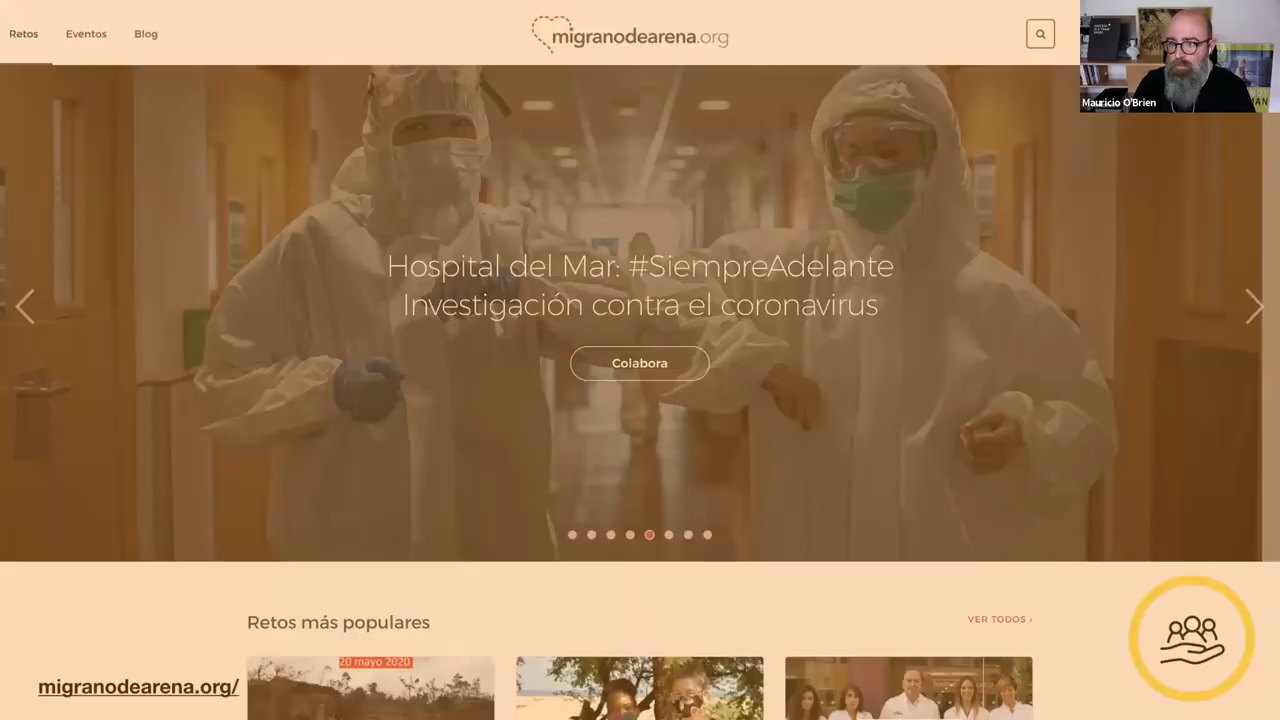 Retos Eventos Blog
migranodearena.org
Mauricio O'Brien
Hospital del Mar: #SiempreAdelante
Investigación contra el coronavirus
Colabora
Retos más populares
VER TODOS ›
20 mayo 2020
migranodearena.org/